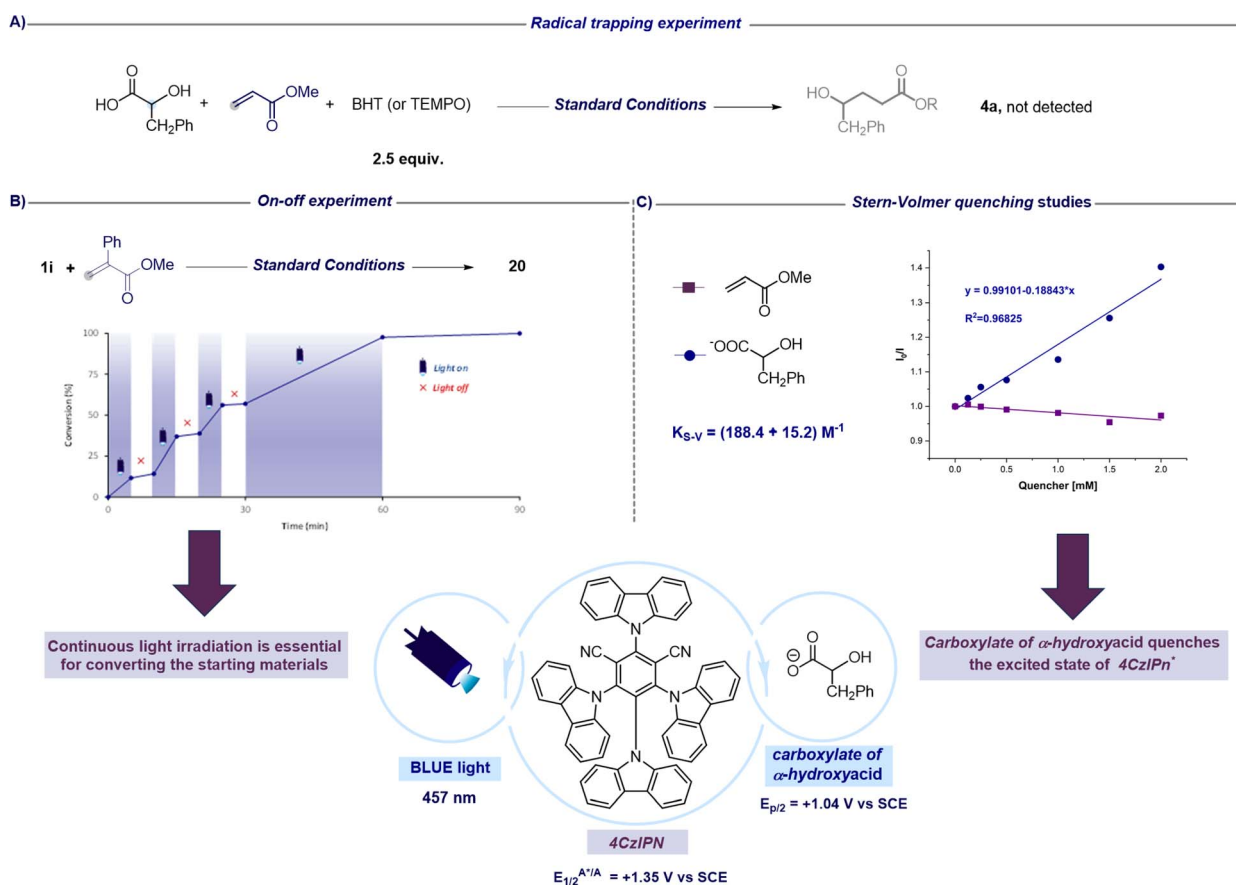 A)
Radical trapping experiment
O
HO
OH
CH2Ph
+
OMe
O
+
BHT (or TEMPO)
2.5 equiv.
Standard Conditions
HO
CH2Ph
O
OR
4a, not detected
B)
On-off experiment
1i +
Ph
OMe
O
Standard Conditions
20
Conversion [%]
100
75
50
25
0
0
30
60
90
Time [min]
Light on
Light off
C)
Stern-Volmer quenching studies
OMe
O
-OOC
OH
CH2Ph
KS-V = (188.4 + 15.2) M-1
y = 0.99101-0.18843*x
R2=0.96825
I0/I
1.4
1.3
1.2
1.1
1.0
0.9
0.0
0.5
1.0
1.5
2.0
Quencher [mM]
Continuous light irradiation is essential
for converting the starting materials
Carboxylate of α-hydroxyacid quenches
the excited state of 4CzIPn*
BLUE light
457 nm
N
NC
CN
N
N
N
4CzIPN
E1/2A*/A = +1.35 V vs SCE
O
O
OH
CH2Ph
carboxylate of
α-hydroxyacid
Ep/2 = +1.04 V vs SCE